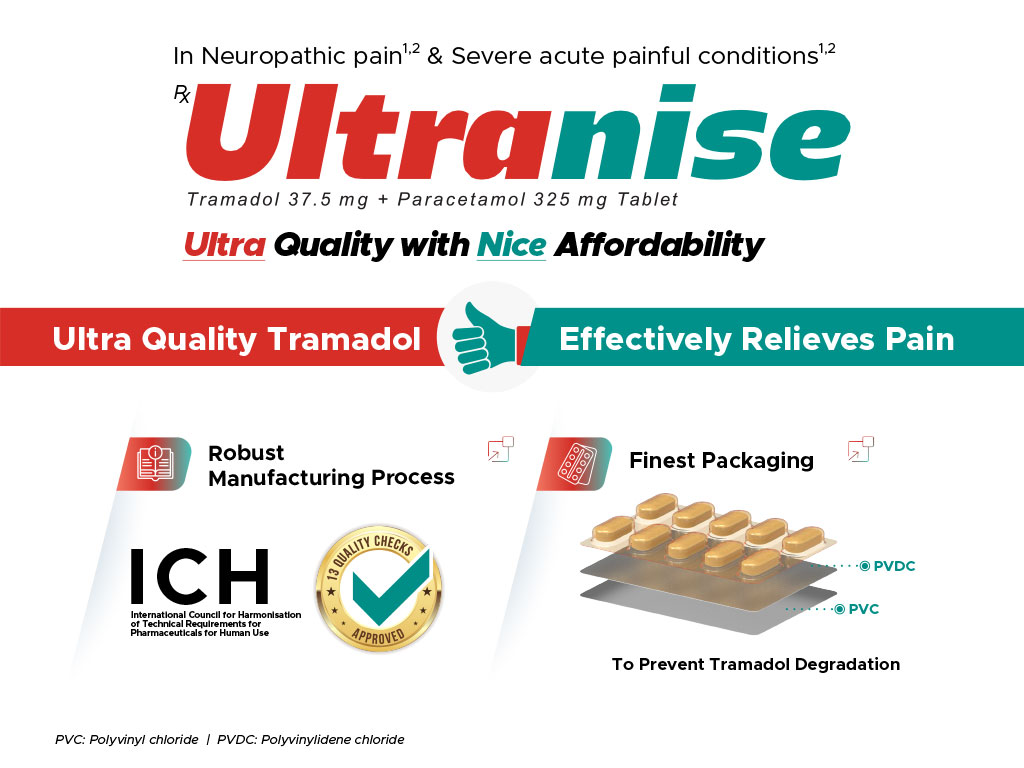 In Neuropathic pain1,2 & Severe acute painful conditions1,2
℞ Ultranise
Tramadol 37.5 mg + Paracetamol 325 mg Tablet
Ultra Quality with Nice Affordability
Ultra Quality Tramadol
Effectively Relieves Pain
Robust
Manufacturing Process
ICH
International Council for Harmonisation
of Technical Requirements for
Pharmaceuticals for Human Use
13 QUALITY CHECKS
APPROVED
Finest Packaging
PVDC
PVC
To Prevent Tramadol Degradation
PVC: Polyvinyl chloride | PVDC: Polyvinylidene chloride